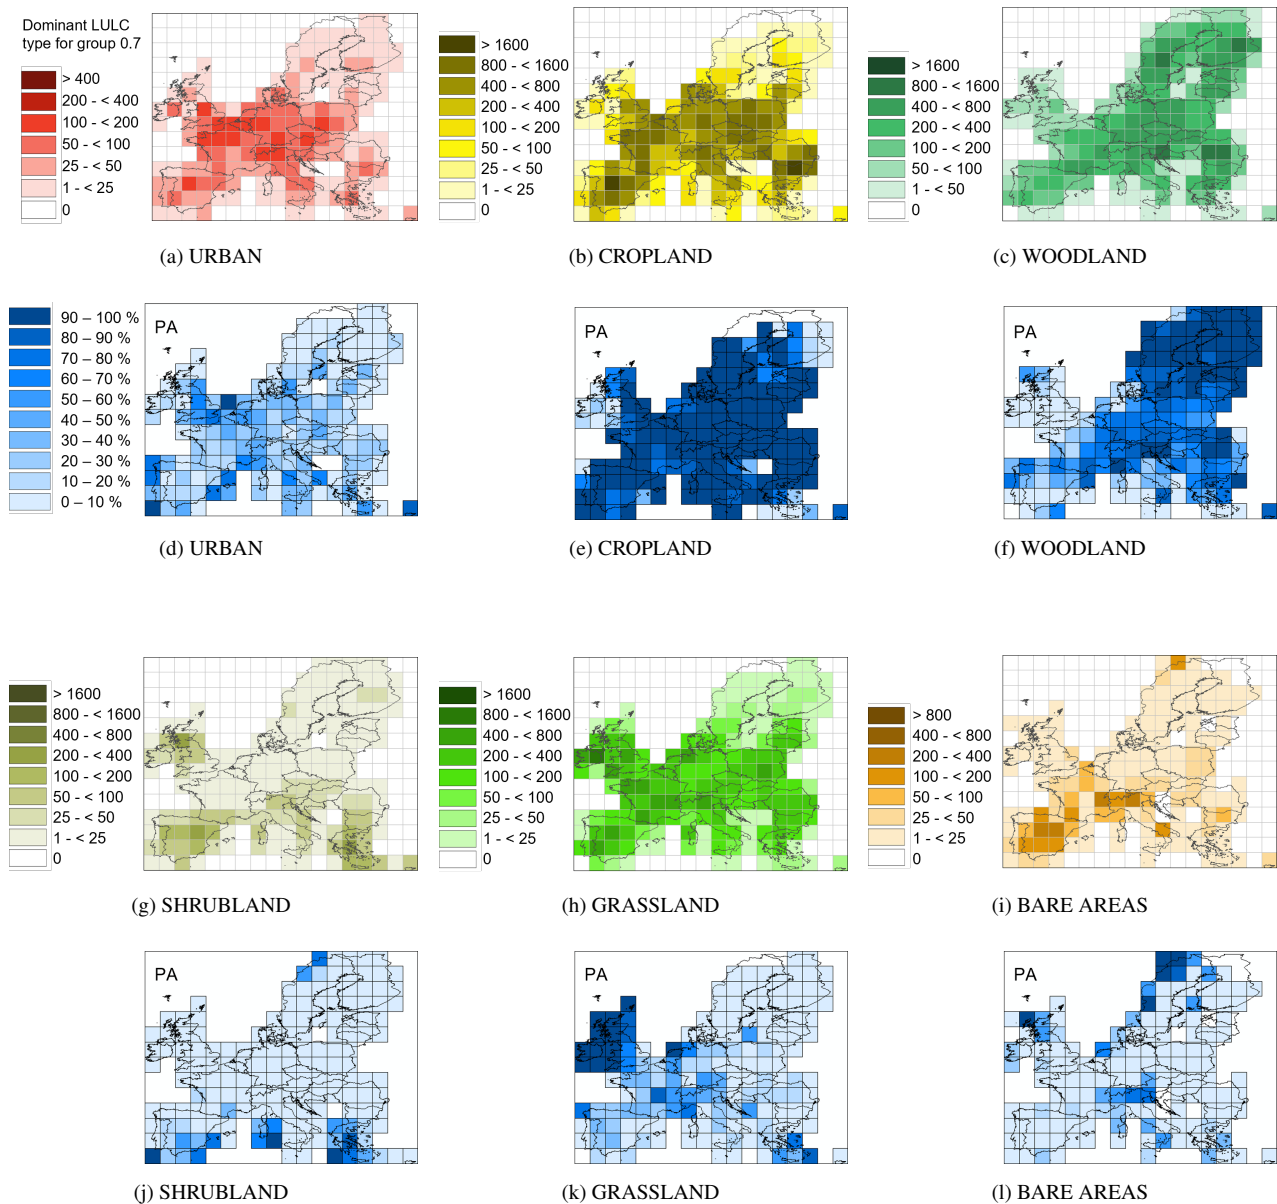 Dominant LULC
type for group 0.7
> 400
200 - < 400
100 - < 200
50 - < 100
25 - < 50
1 - < 25
0
(a) URBAN
> 1600
800 - < 1600
400 - < 800
200 - < 400
100 - < 200
50 - < 100
25 - < 50
1 - < 25
0
(b) CROPLAND
> 1600
800 - < 1600
400 - < 800
200 - < 400
100 - < 200
50 - < 100
1 - < 50
0
(c) WOODLAND
90 – 100 %
80 – 90 %
70 – 80 %
60 – 70 %
50 – 60 %
40 – 50 %
30 – 40 %
20 – 30 %
10 – 20 %
0 – 10 %
PA
(d) URBAN
PA
(e) CROPLAND
PA
(f) WOODLAND
> 1600
800 - < 1600
400 - < 800
200 - < 400
100 - < 200
50 - < 100
25 - < 50
1 - < 25
0
(g) SHRUBLAND
> 1600
800 - < 1600
400 - < 800
200 - < 400
100 - < 200
50 - < 100
25 - < 50
1 - < 25
0
(h) GRASSLAND
> 800
400 - < 800
200 - < 400
100 - < 200
50 - < 100
25 - < 50
1 - < 25
0
(i) BARE AREAS
PA
(j) SHRUBLAND
PA
(k) GRASSLAND
PA
(l) BARE AREAS